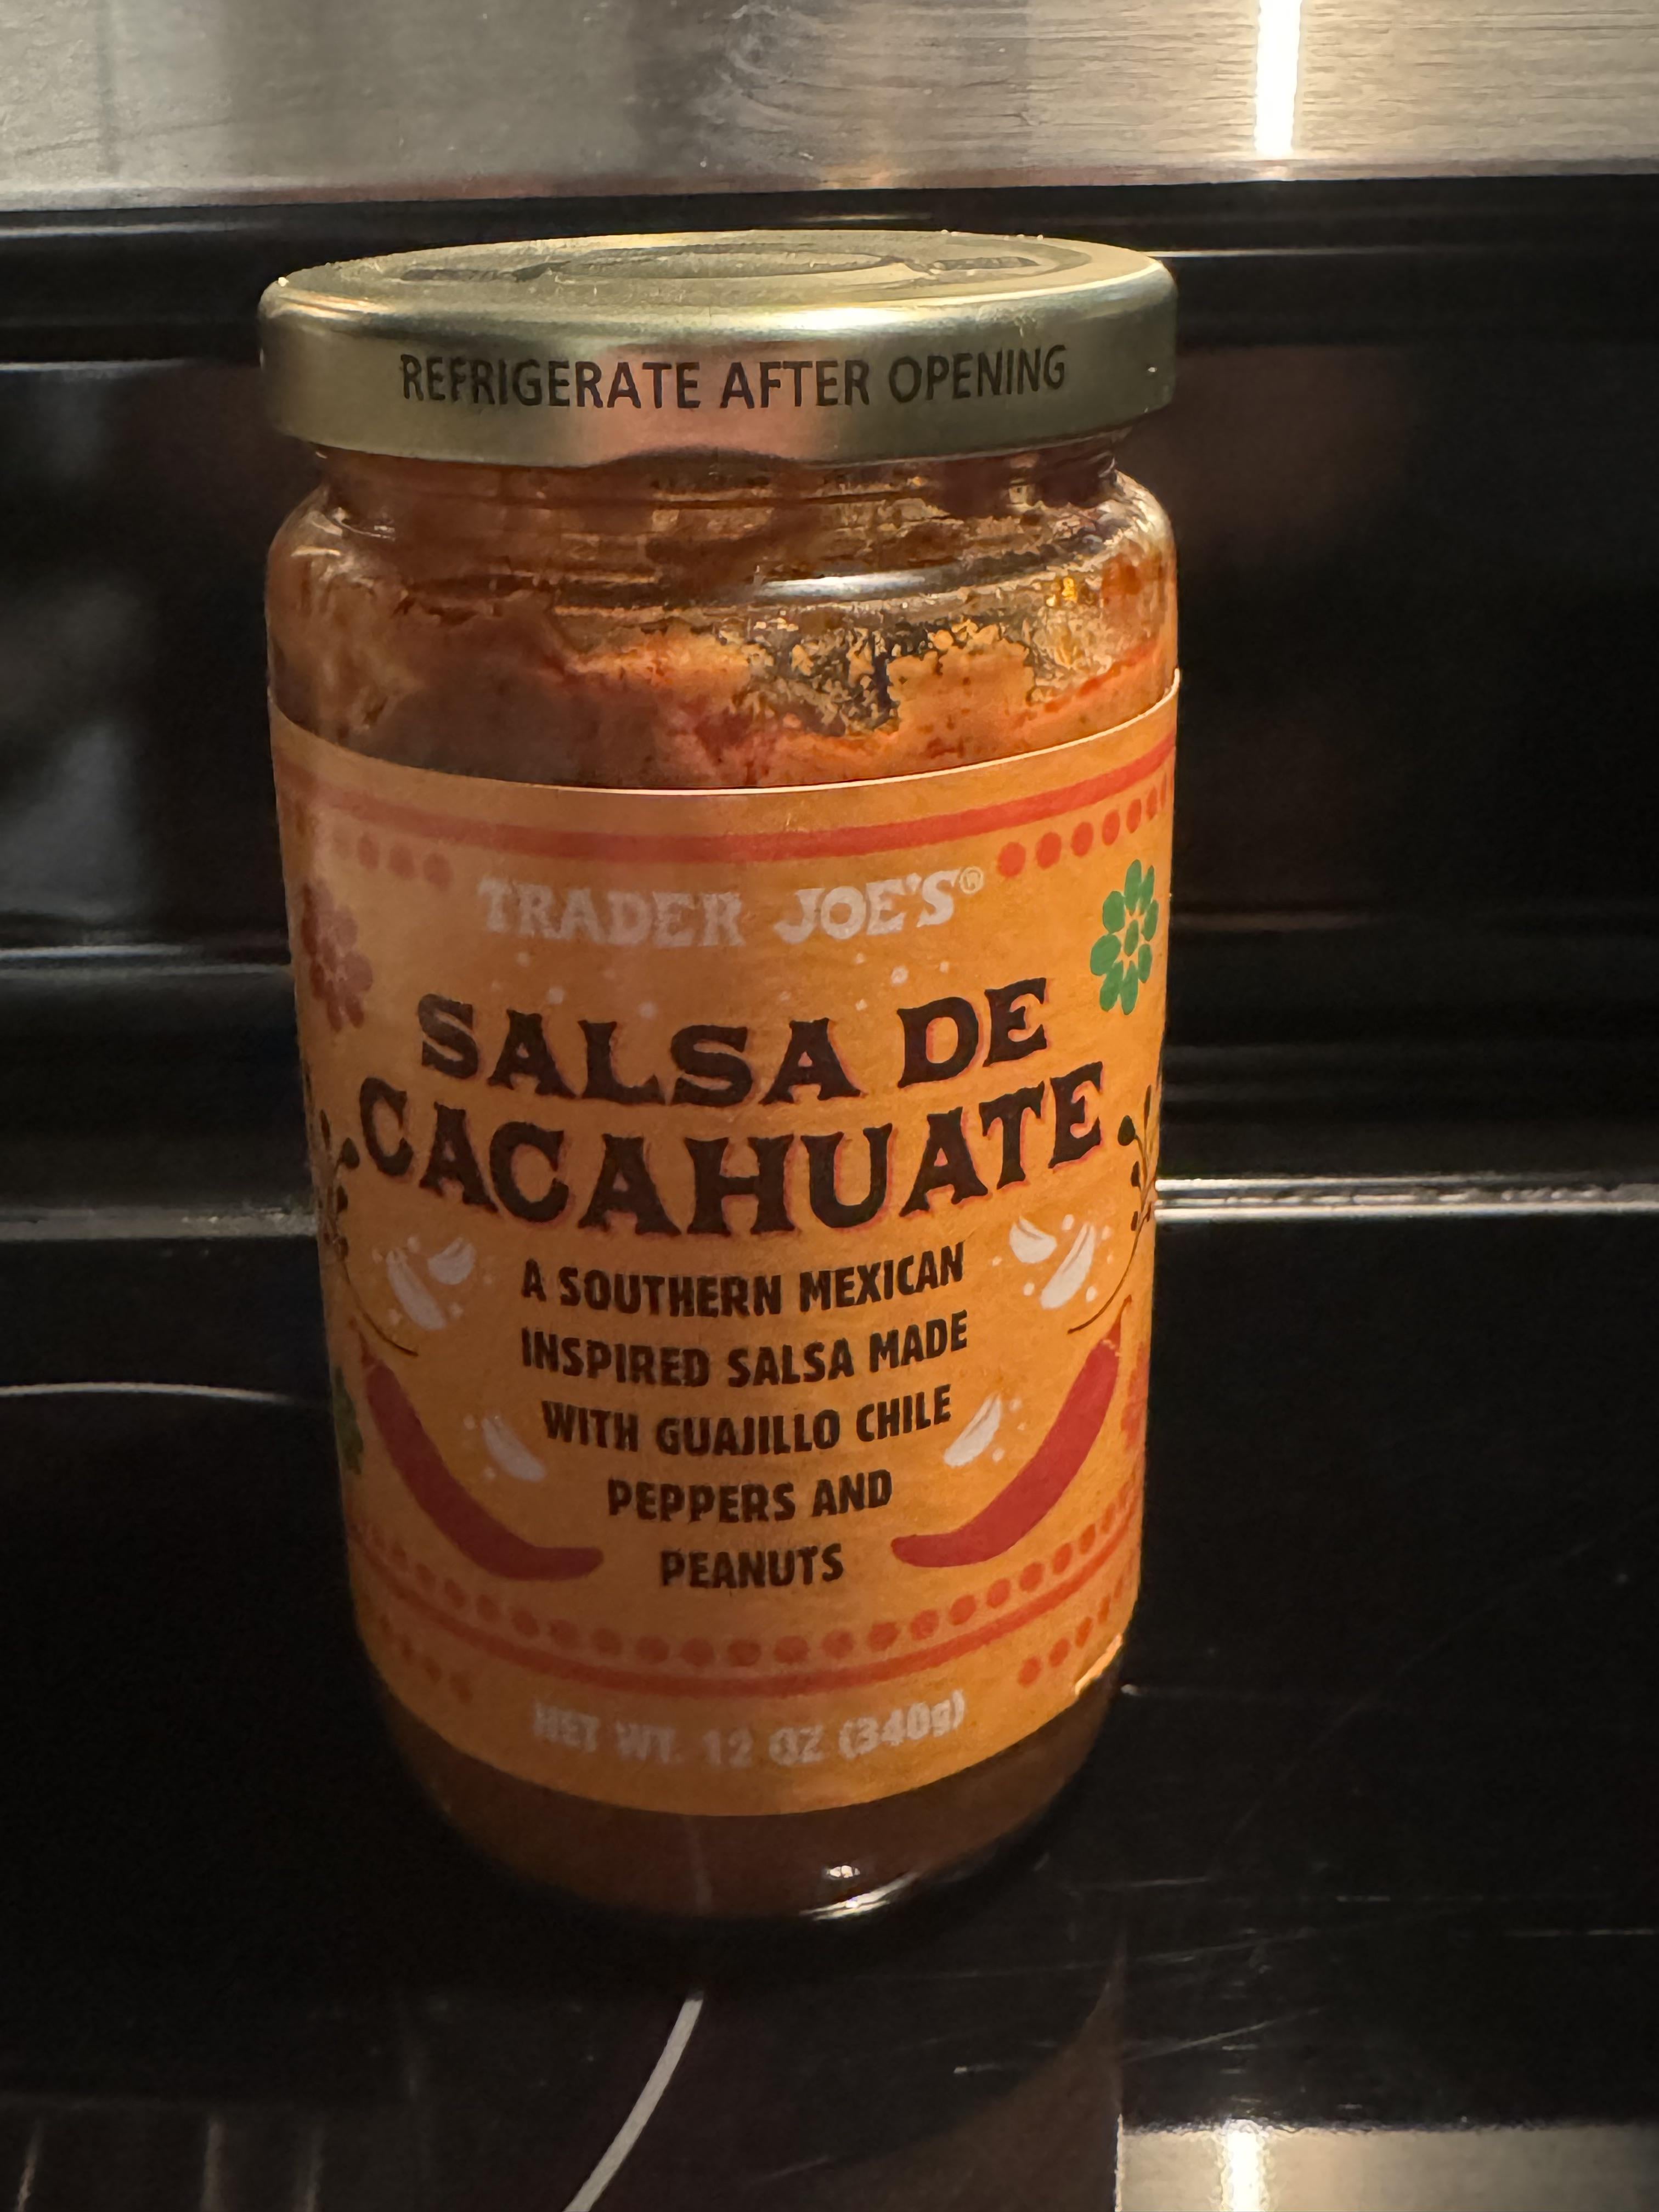 REFRIGERATE AFTER OPENING
TRADER JOE'S®
SALSA DE
CACAHUATE
A SOUTHERN MEXICAN
INSPIRED SALSA MADE
WITH GUAJILLO CHILE
PEPPERS AND
PEANUTS
NET WT. 12 OZ (340g)